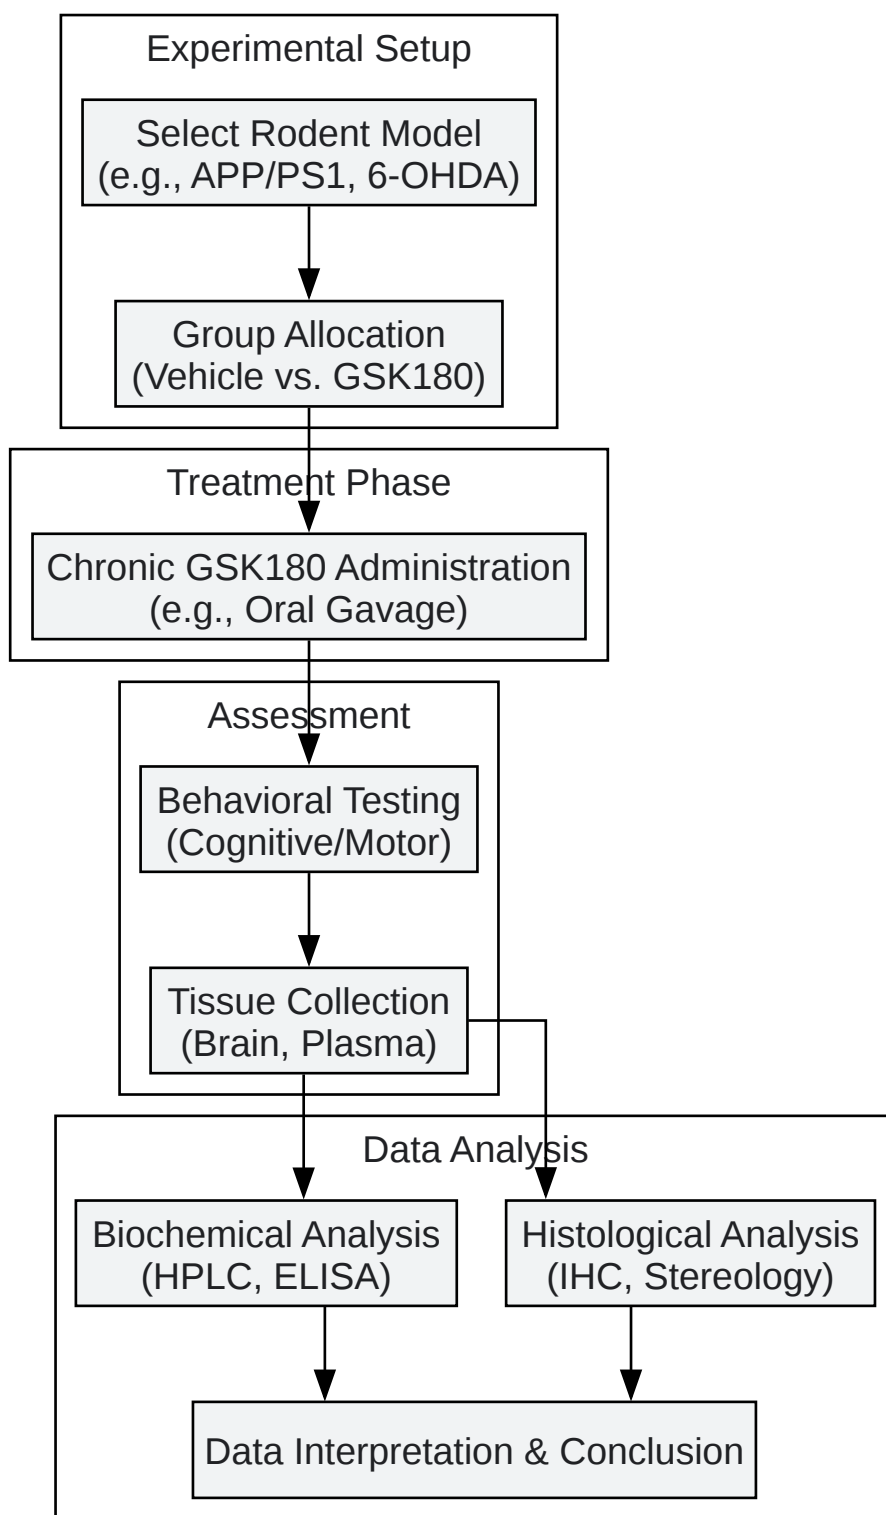 Experimental Setup
Select Rodent Model
(e.g., APP/PS1, 6-OHDA)
Group Allocation
(Vehicle vs. GSK180)
Treatment Phase
Chronic GSK180 Administration
(e.g., Oral Gavage)
Assessment
Behavioral Testing
(Cognitive/Motor)
Tissue Collection
(Brain, Plasma)
Data Analysis
Biochemical Analysis
(HPLC, ELISA)
Histological Analysis
(IHC, Stereology)
Data Interpretation & Conclusion